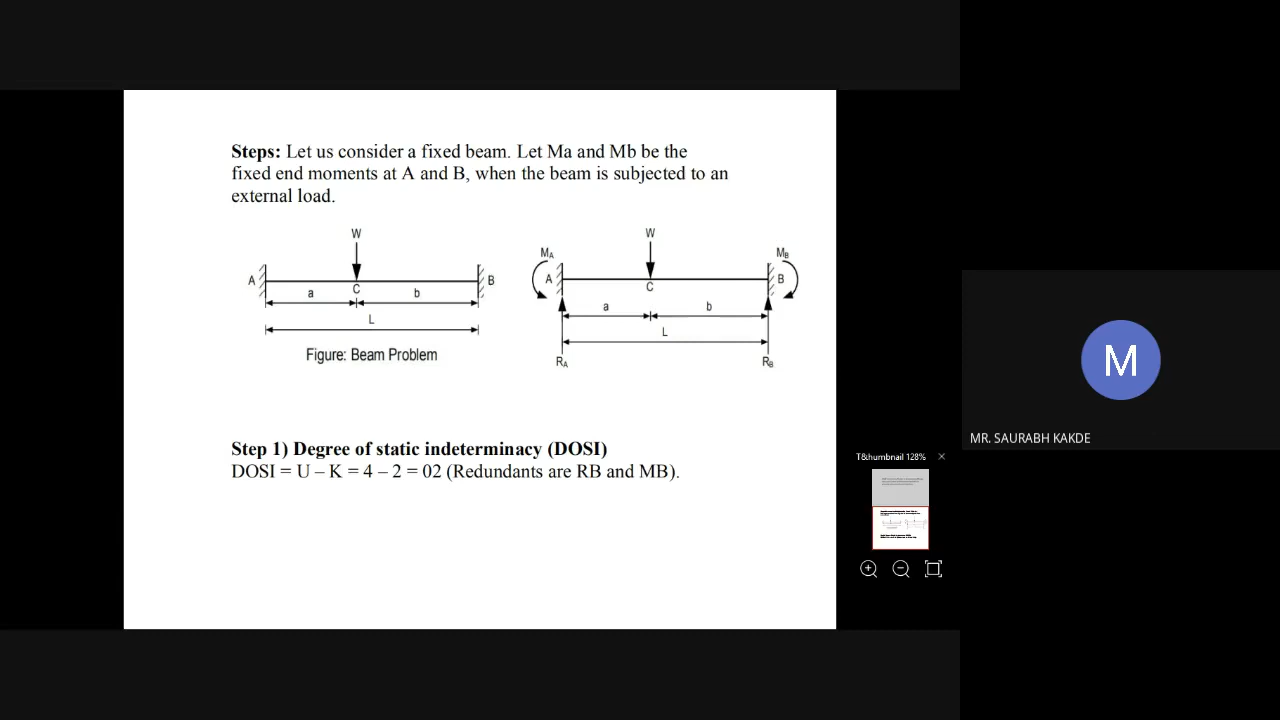 Steps: Let us consider a fixed beam. Let Ma and Mb be the
fixed end moments at A and B, when the beam is subjected to an
external load.
W
A
B
C
a
b
L
Figure: Beam Problem
W
MA
MB
A
B
C
a
b
L
RA
RB
Step 1) Degree of static indeterminacy (DOSI)
DOSI = U – K = 4 – 2 = 02 (Redundants are RB and MB).
M
MR. SAURABH KAKDE
T&humbnail 128%